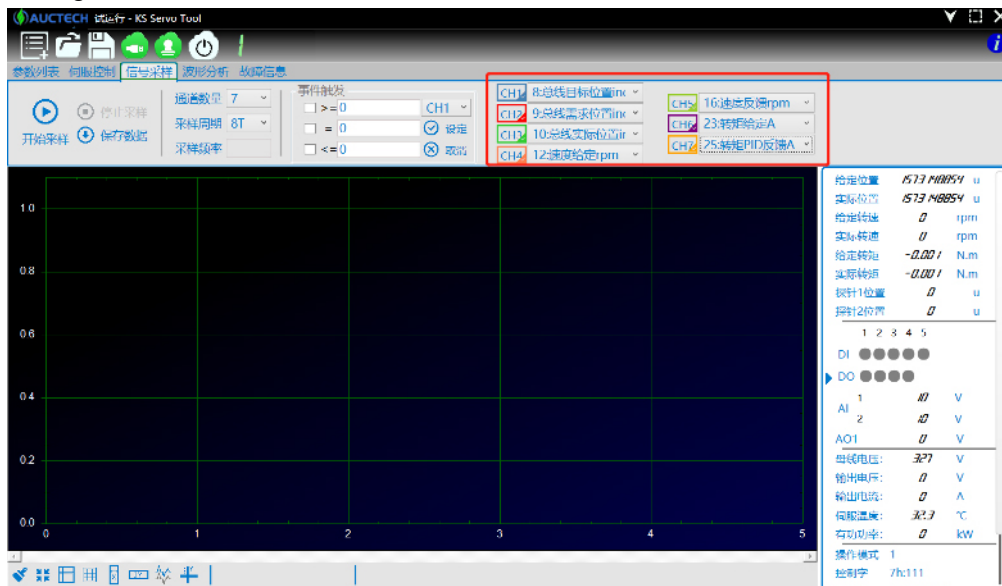 AUCTECH 试运行 - KS Servo Tool
参数列表 伺服控制 信号采样 波形分析 故障信息
开始采样
停止采样
保存数据
通道数量 7
采样周期 8T
采样频率
事件触发
>= 0 CH1
= 0 设定
<= 0 取消
CH1 8:总线目标位置inc
CH2 9:总线需求位置inc
CH3 10:总线实际位置ir
CH4 12:速度给定rpm
CH5 16:速度反馈rpm
CH6 23:转矩给定A
CH7 25:转矩PID反馈A
1.0
0.8
0.6
0.4
0.2
0.0
0 1 2 3 4 5
给定位置 1573148854 u
实际位置 1573148854 u
给定转速 0 rpm
实际转速 0 rpm
给定转矩 -0.001 N.m
实际转矩 -0.001 N.m
探针1位置 0 u
探针2位置 0 u
1 2 3 4 5
DI
DO
AI 1 10 V
2 10 V
AO1 0 V
母线电压: 327 V
输出电压: 0 V
输出电流: 0 A
伺服温度: 32.3 ℃
有功功率: 0 kW
操作模式 1
控制字 7h:111